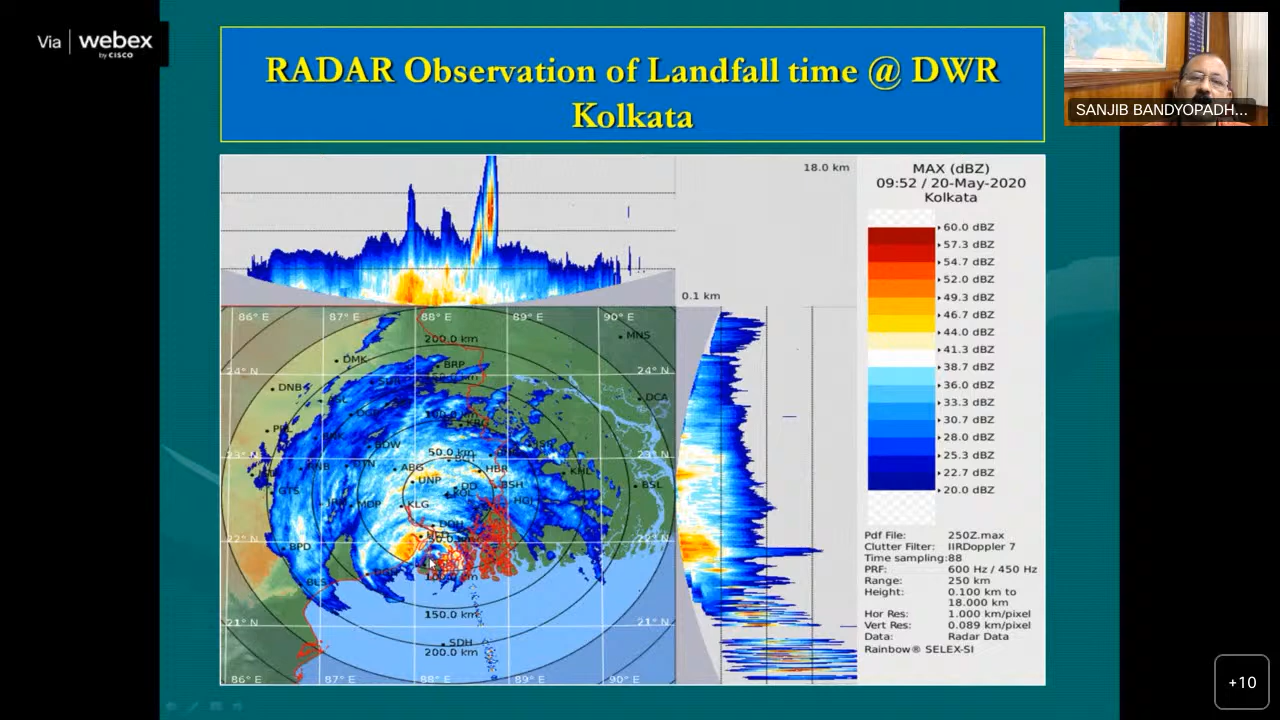 Via webex
by CISCO
RADAR Observation of Landfall time @ DWR
Kolkata
SANJIB BANDYOPADH...
18.0 km
0.1 km
MAX (dBZ)
09:52 / 20-May-2020
Kolkata
60.0 dBZ
57.3 dBZ
54.7 dBZ
52.0 dBZ
49.3 dBZ
46.7 dBZ
44.0 dBZ
41.3 dBZ
38.7 dBZ
36.0 dBZ
33.3 dBZ
30.7 dBZ
28.0 dBZ
25.3 dBZ
22.7 dBZ
20.0 dBZ
86° E 87° E 88° E 89° E 90° E
MNS
200.0 km
DMK
BRP
24° N 24° N
DNB
DCA
BDW
23° N 23° N
50.0 km
ABG
HBR
KHL
UNP
BSH
BSL
MDP
KLG
22° N 22° N
BPD
BLS
100.0 km
150.0 km
21° N 21° N
SDH
200.0 km
86° E 87° E 88° E 89° E 90° E
Pdf File: 250Z.max
Clutter Filter: IIRDoppler 7
Time sampling:88
PRF: 600 Hz / 450 Hz
Range: 250 km
Height: 0.100 km to
18.000 km
Hor Res: 1.000 km/pixel
Vert Res: 0.089 km/pixel
Data: Radar Data
Rainbow® SELEX-SI
+10